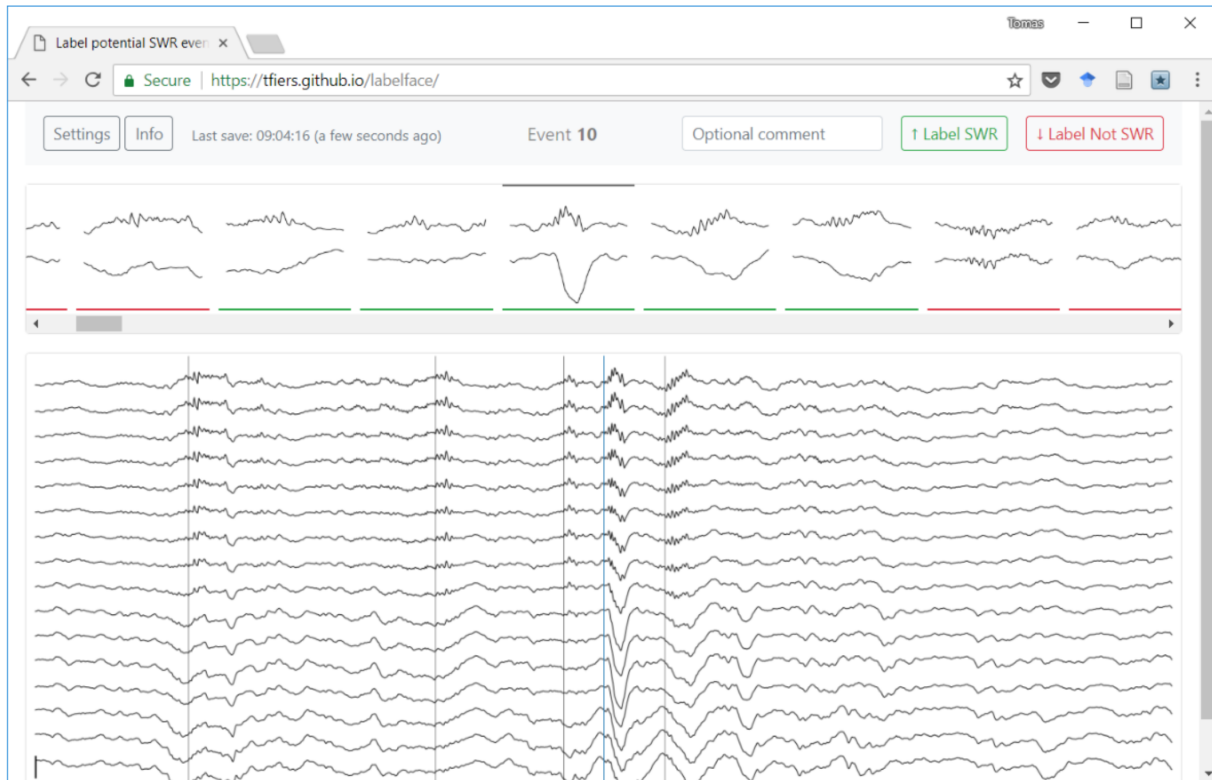 Tomas
Label potential SWR even
Secure | https://tfiers.github.io/labelface/
Settings Info Last save: 09:04:16 (a few seconds ago) Event 10 Optional comment ↑ Label SWR ↓ Label Not SWR